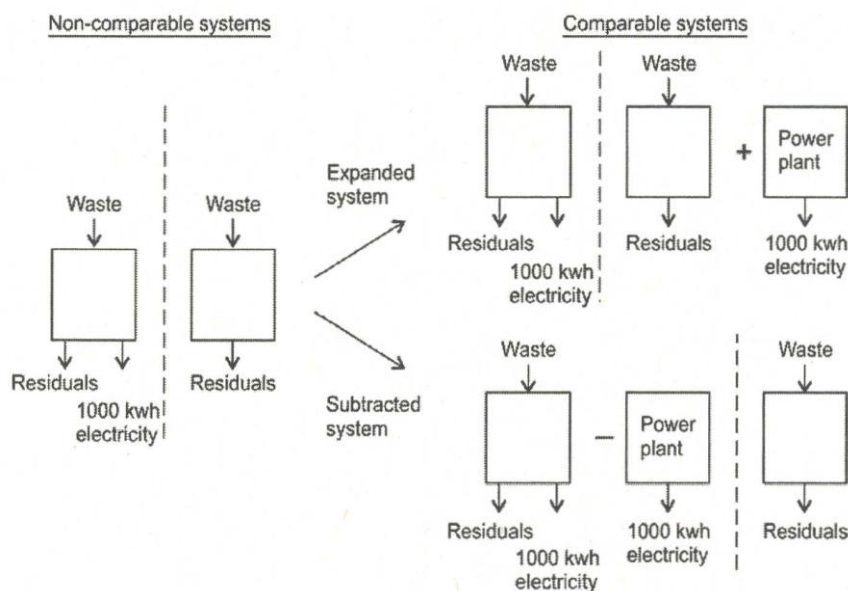 Non-comparable systems
Comparable systems
Waste
Waste
Expanded
system
Power
plant
+
Residuals
Residuals
1000 kwh
electricity
1000 kwh
electricity
Waste
Waste
Residuals
Residuals
1000 kwh
electricity
Subtracted
system
Waste
Waste
Power
plant
–
Residuals
1000 kwh
electricity
1000 kwh
electricity
Residuals